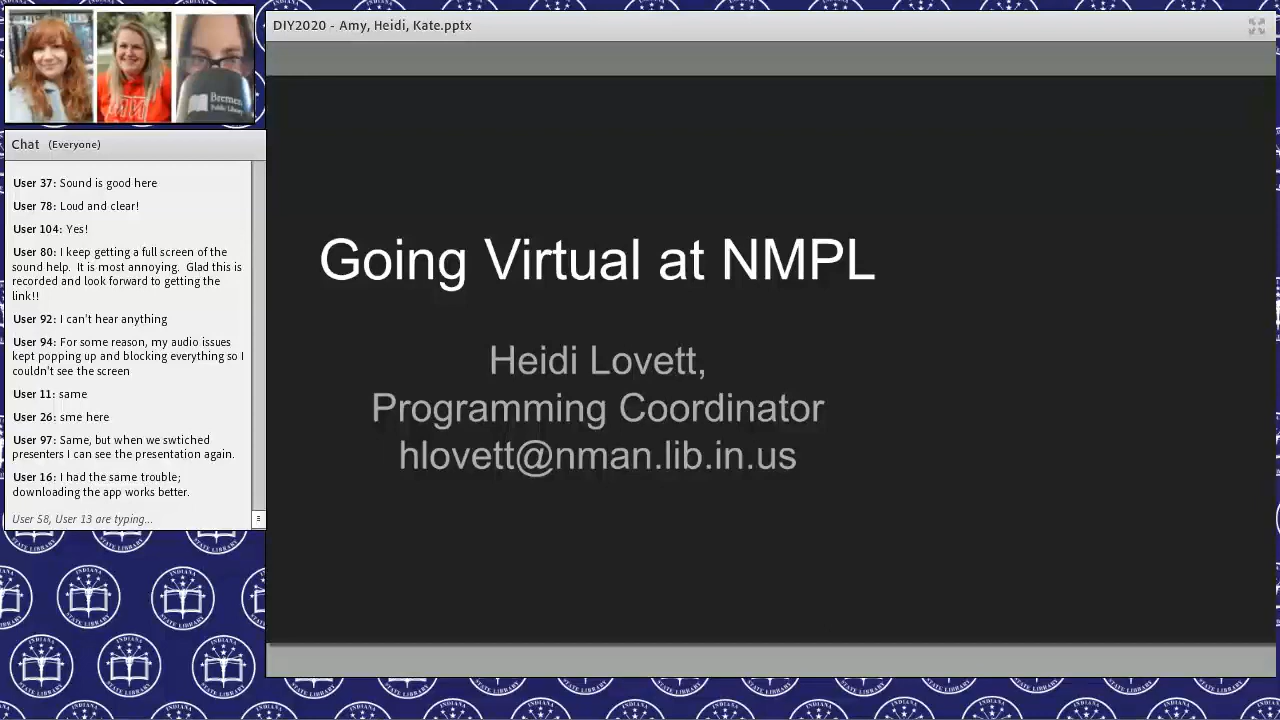 DIY2020 - Amy, Heidi, Kate.pptx
Bremen
Public Library
Chat (Everyone)
User 37: Sound is good here
User 78: Loud and clear!
User 104: Yes!
User 80: I keep getting a full screen of the
sound help. It is most annoying. Glad this is
recorded and look forward to getting the
link!!
User 92: I can't hear anything
User 94: For some reason, my audio issues
kept popping up and blocking everything so I
couldn't see the screen
User 11: same
User 26: sme here
User 97: Same, but when we swtiched
presenters I can see the presentation again.
User 16: I had the same trouble;
downloading the app works better.
User 58, User 13 are typing...
Going Virtual at NMPL
Heidi Lovett,
Programming Coordinator
hlovett@nman.lib.in.us
INDIANA
STATE LIBRARY